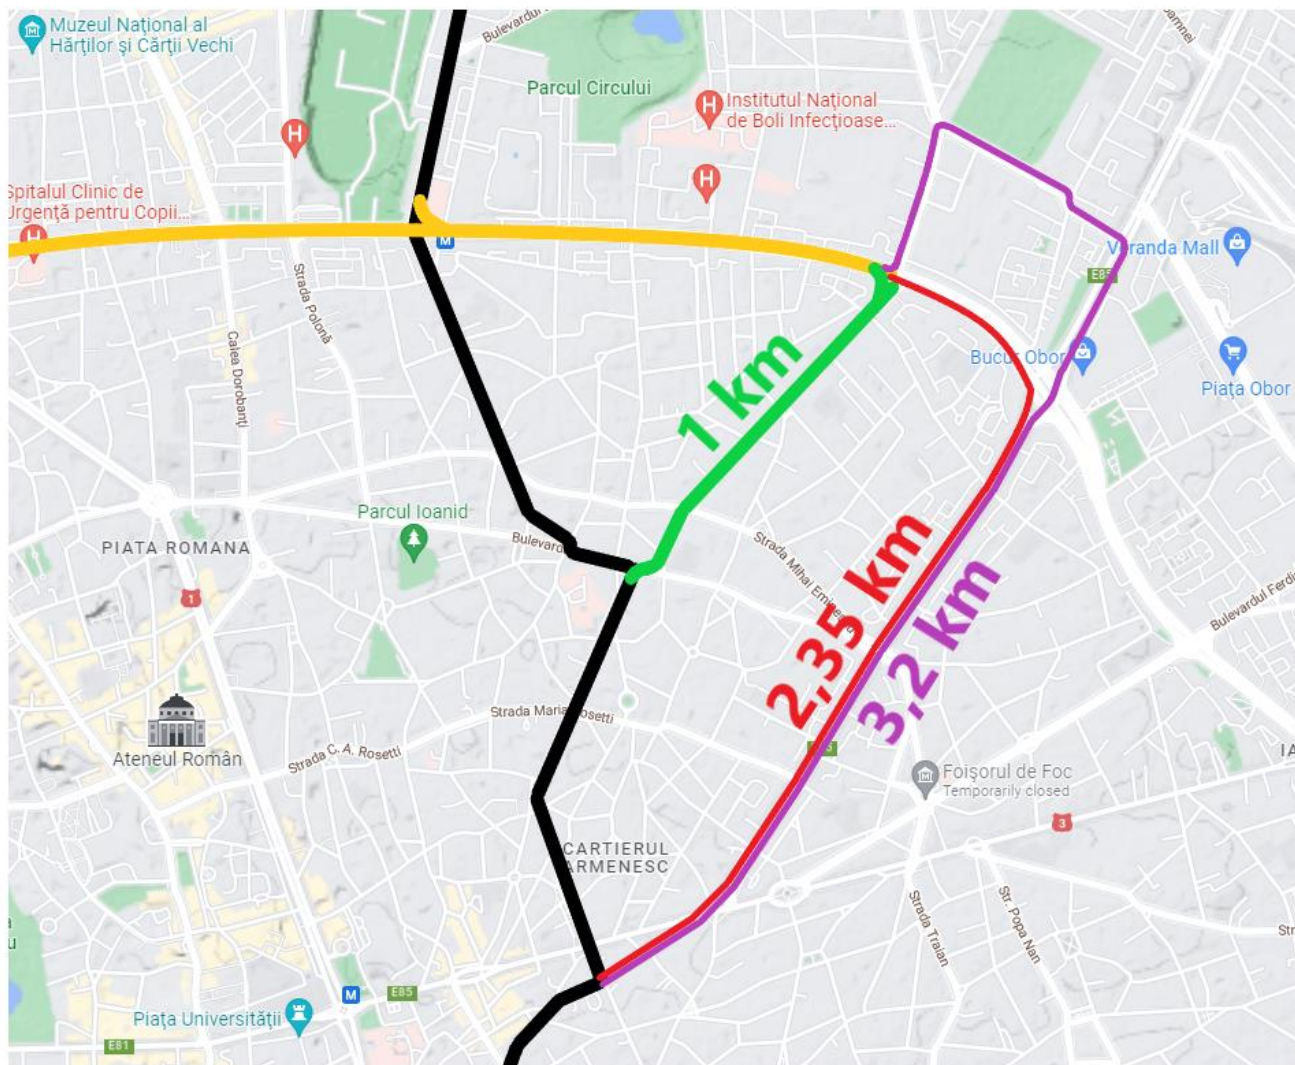 Muzeul Național al
Hărților și Cărții Vechi
Parcul Circului
Institutul Național
de Boli Infecțioase...
H
H
H
Spitalul Clinic de
Urgență pentru Copii...
H
M
Veranda Mall
E85
Strada Polonă
Calea Dorobanți
Bucur Obor
Piața Obor
1 km
Parcul Ioanid
PIATA ROMANA
Strada Mihai Eminescu
1
2,35 km
3,2 km
Bulevardul Ferdi
Strada Maria Rosetti
Strada C. A. Rosetti
Ateneul Român
Foișorul de Foc
Temporarily closed
3
CARTIERUL
ARMENESC
Strada Traian
Str. Popa Nan
Str
M
E85
Piața Universității
E81